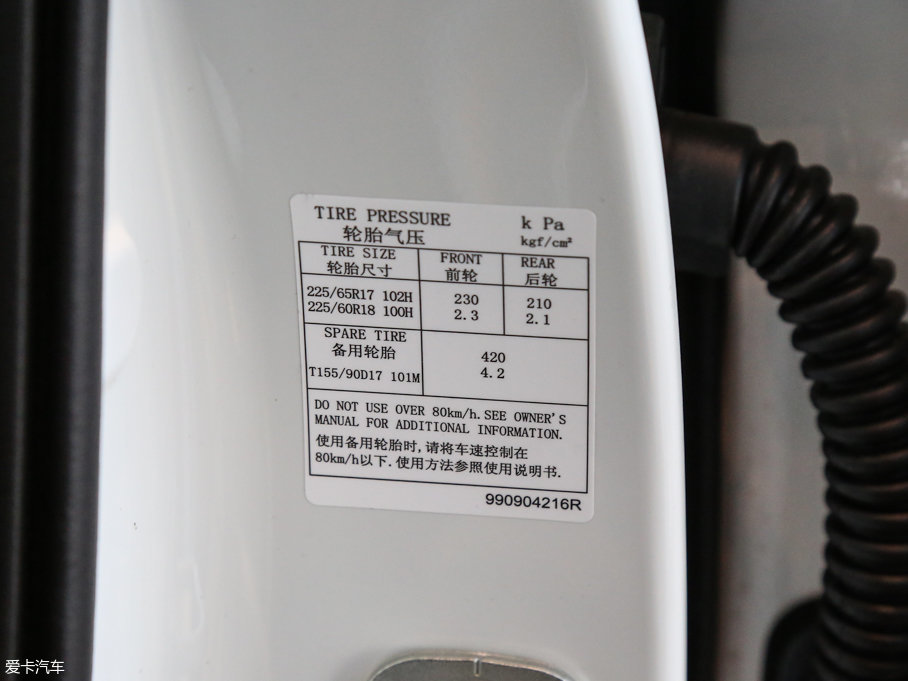 TIRE PRESSURE k Pa
轮胎气压 kgf/cm²
TIRE SIZE FRONT REAR
轮胎尺寸 前轮 后轮
225/65R17 102H 230 210
225/60R18 100H 2.3 2.1
SPARE TIRE
备用轮胎 420
T155/90D17 101M 4.2
DO NOT USE OVER 80km/h.SEE OWNER'S
MANUAL FOR ADDITIONAL INFORMATION.
使用备用轮胎时,请将车速控制在
80km/h以下.使用方法参照使用说明书.
990904216R
爱卡汽车